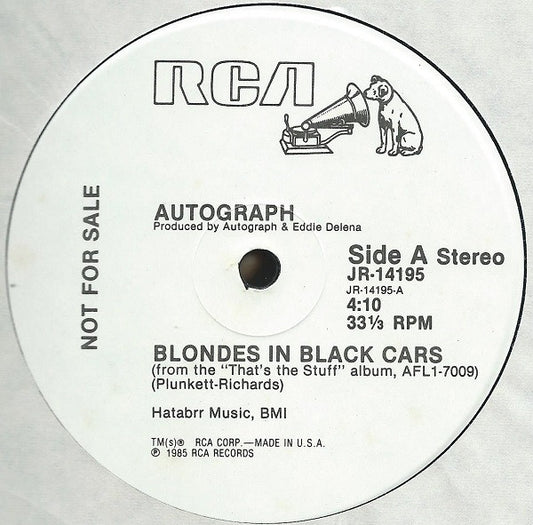 RCA
NOT FOR SALE
AUTOGRAPH
Produced by Autograph & Eddie Delena
Side A Stereo
JR-14195
JR-14195-A
4:10
33⅓ RPM
BLONDES IN BLACK CARS
(from the "That's the Stuff" album, AFL1-7009)
(Plunkett-Richards)
Hatabrr Music, BMI
TM(s)® RCA CORP.—MADE IN U.S.A.
℗ 1985 RCA RECORDS